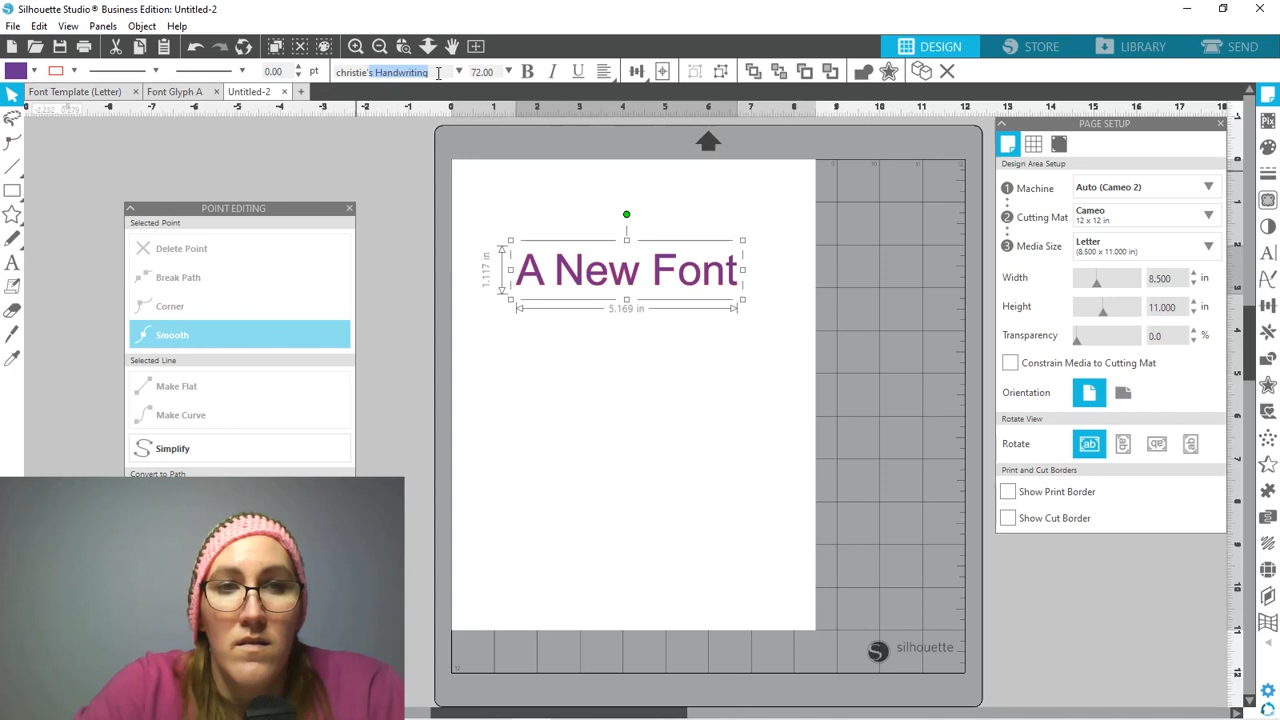 Silhouette Studio® Business Edition: Untitled-2
File Edit View Panels Object Help
DESIGN STORE LIBRARY SEND
0.00 pt christie's Handwriting 72.00 B I U
Font Template (Letter) Font Glyph A Untitled-2
PAGE SETUP
Design Area Setup
1 Machine Auto (Cameo 2)
2 Cutting Mat Cameo
12 x 12 in
3 Media Size Letter
(8.500 x 11.000 in)
Width 8.500 in
Height 11.000 in
Transparency 0.0 %
Constrain Media to Cutting Mat
Orientation
Rotate View
Rotate
Print and Cut Borders
Show Print Border
Show Cut Border
POINT EDITING
Selected Point
Delete Point
Break Path
Corner
Smooth
Selected Line
Make Flat
Make Curve
Simplify
Convert to Path
A New Font
1.117 in
5.169 in
silhouette